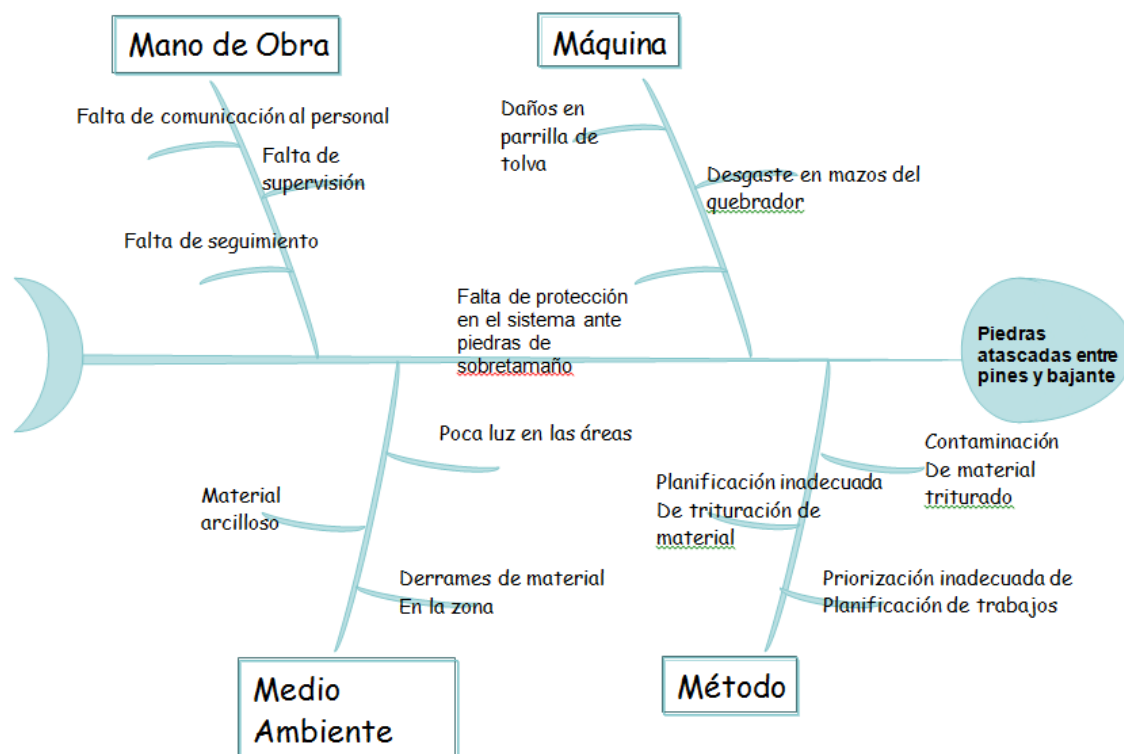 Mano de Obra
Máquina
Falta de comunicación al personal
Falta de
supervisión
Falta de seguimiento
Daños en
parrilla de
tolva
Desgaste en mazos del
quebrador
Falta de protección
en el sistema ante
piedras de
sobretamaño
Piedras
atascadas entre
pines y bajante
Poca luz en las áreas
Material
arcilloso
Derrames de material
En la zona
Contaminación
De material
triturado
Planificación inadecuada
De trituración de
material
Priorización inadecuada de
Planificación de trabajos
Medio
Ambiente
Método